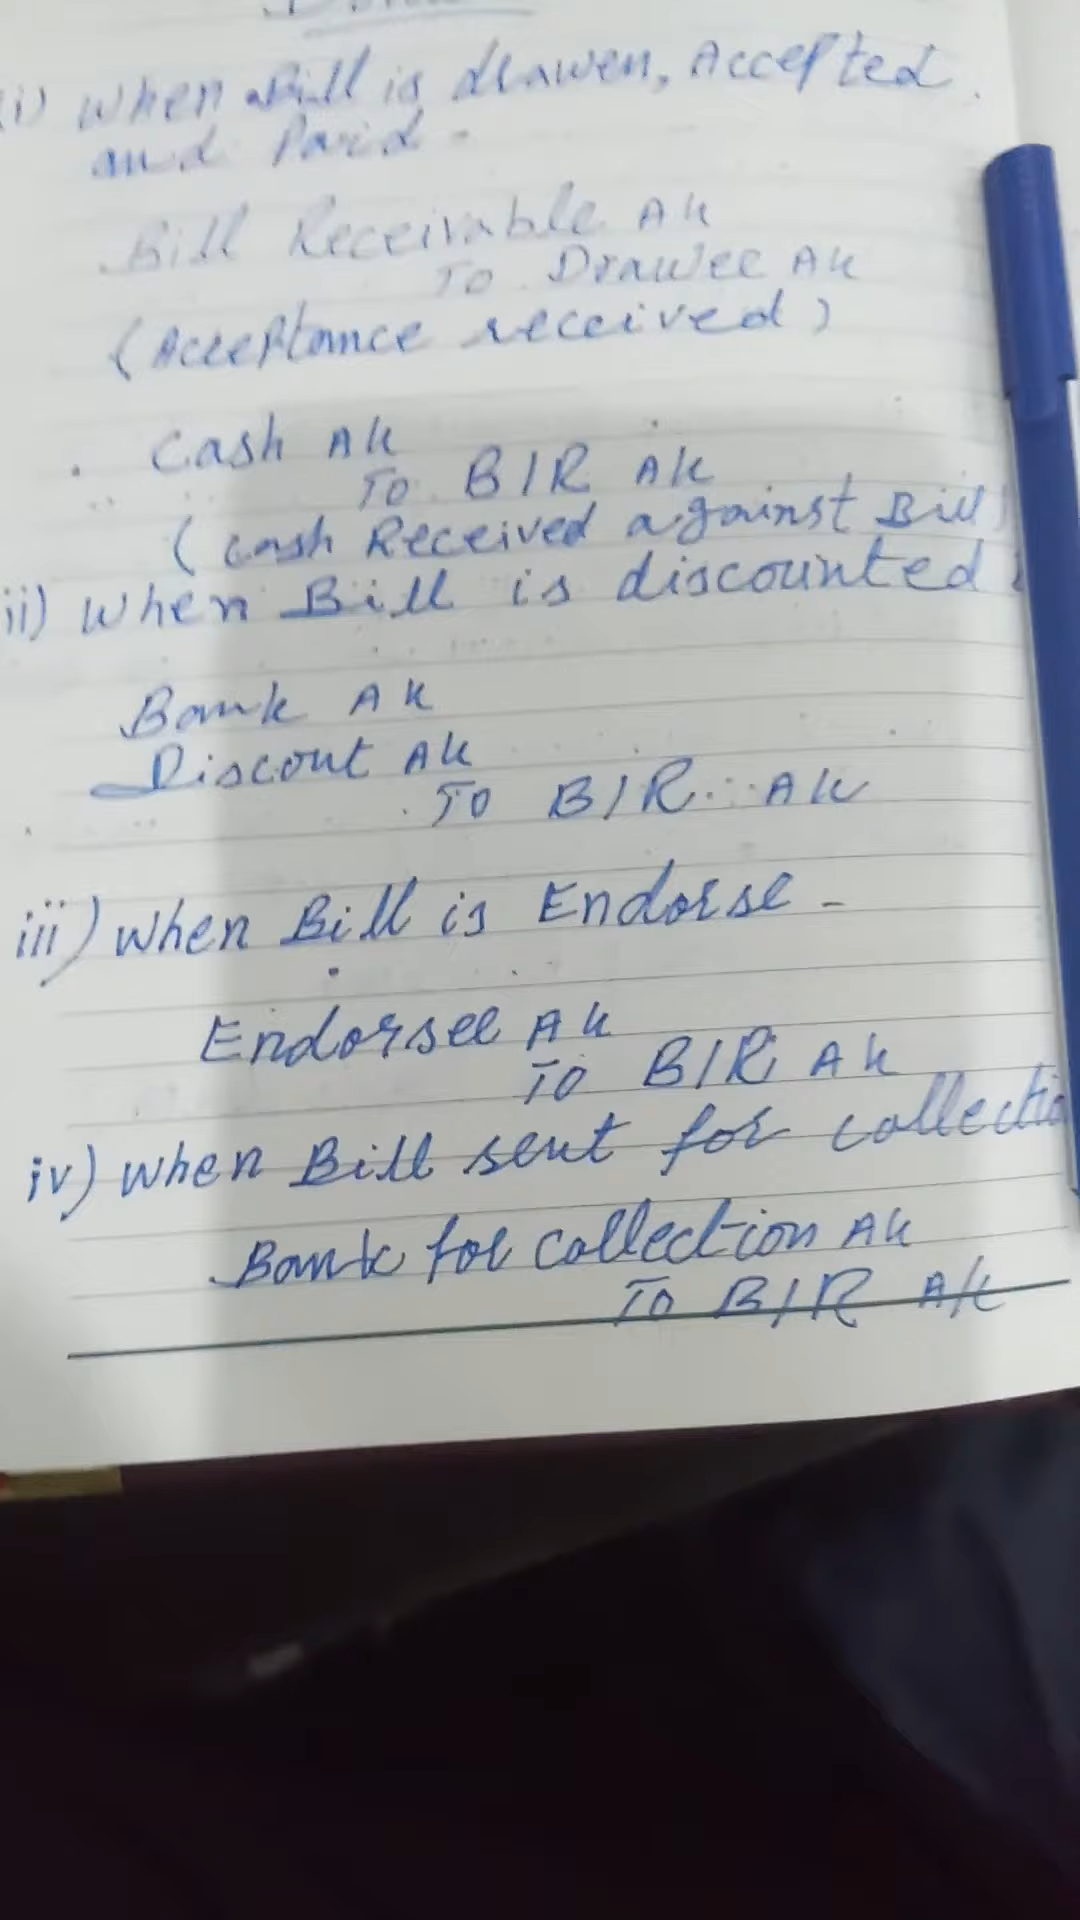 (i) When Bill is drawen, Accepted
and Paid -
Bill Receivable A/c
To Drawee A/c
(Acceptance received)
Cash A/c
To B/R A/c
(cash Received against Bill)
ii) When Bill is discounted
Bank A/c
Discout A/c
To B/R A/c
iii) When Bill is Endorse -
Endorsee A/c
To B/R A/c
iv) When Bill sent for collectio
Bank for collection A/c
To B/R A/c